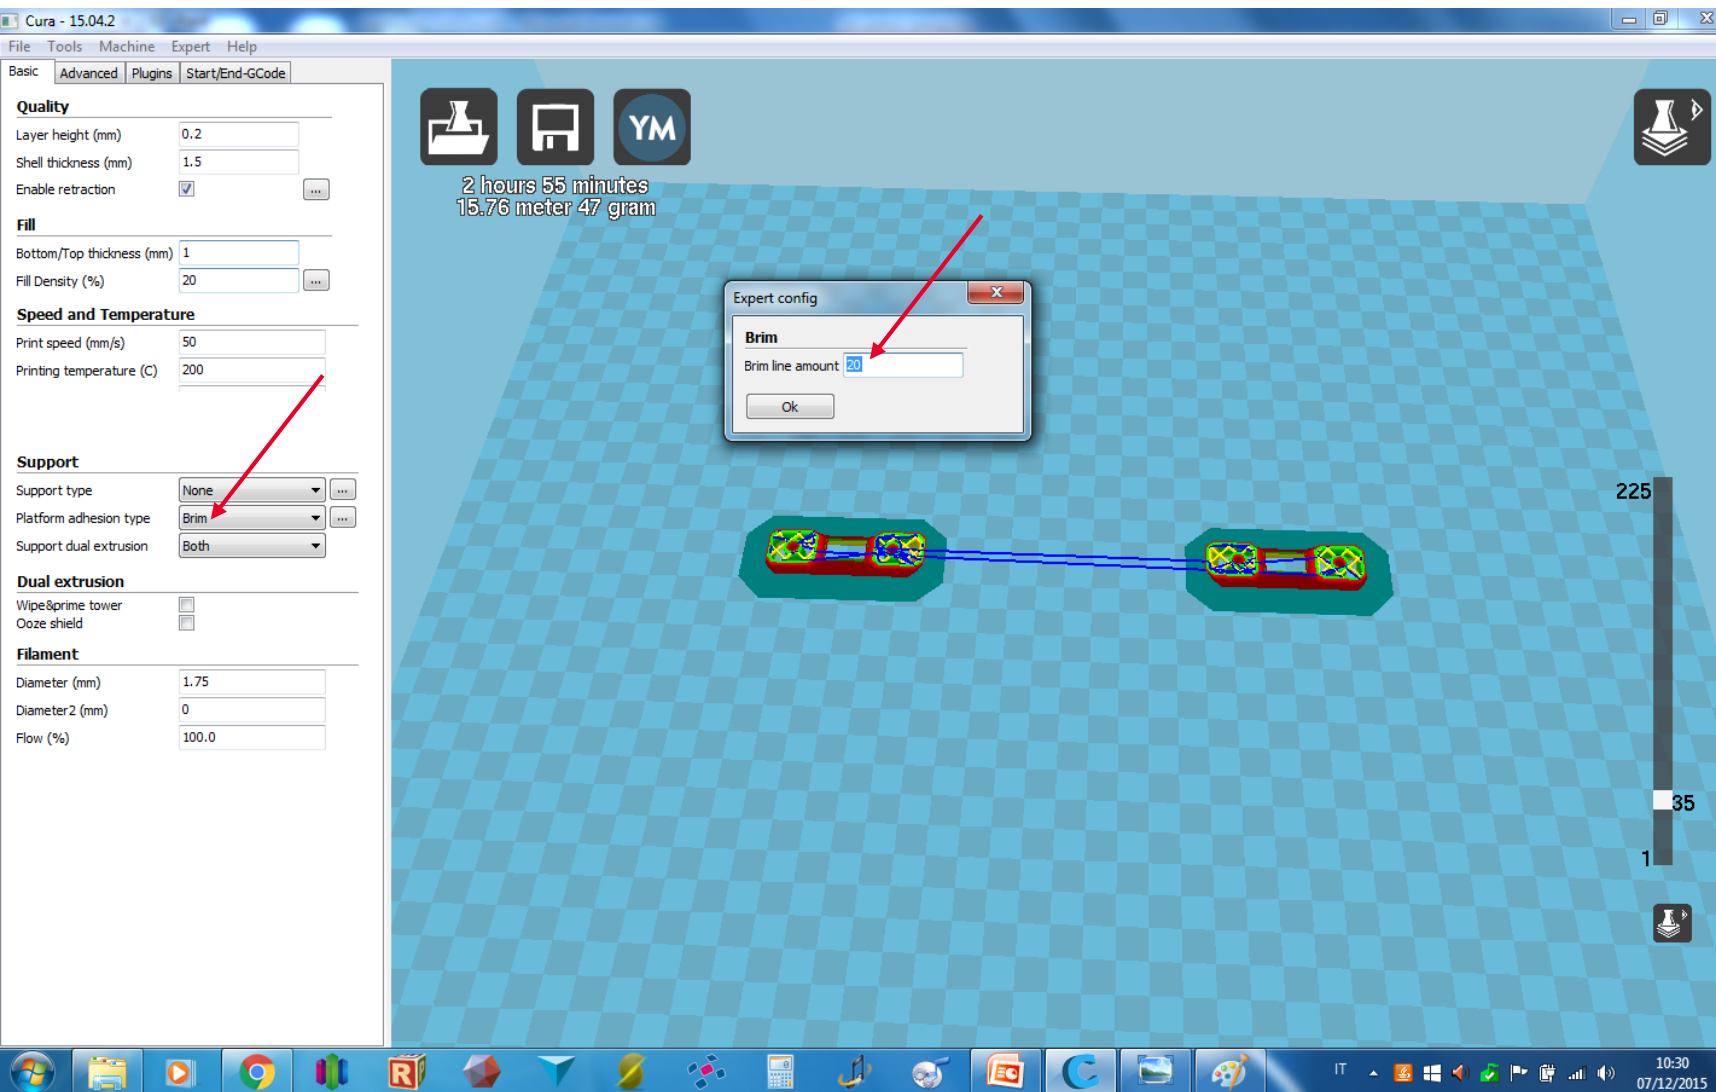 Cura - 15.04.2
File Tools Machine Expert Help
Basic Advanced Plugins Start/End-GCode
Quality
Layer height (mm) 0.2
Shell thickness (mm) 1.5
Enable retraction ...
Fill
Bottom/Top thickness (mm) 1
Fill Density (%) 20 ...
Speed and Temperature
Print speed (mm/s) 50
Printing temperature (C) 200
Support
Support type None ...
Platform adhesion type Brim ...
Support dual extrusion Both
Dual extrusion
Wipe&prime tower
Ooze shield
Filament
Diameter (mm) 1.75
Diameter2 (mm) 0
Flow (%) 100.0
YM
2 hours 55 minutes
15.76 meter 47 gram
Expert config
Brim
Brim line amount 20
Ok
225
35
1
IT
10:30
07/12/2015